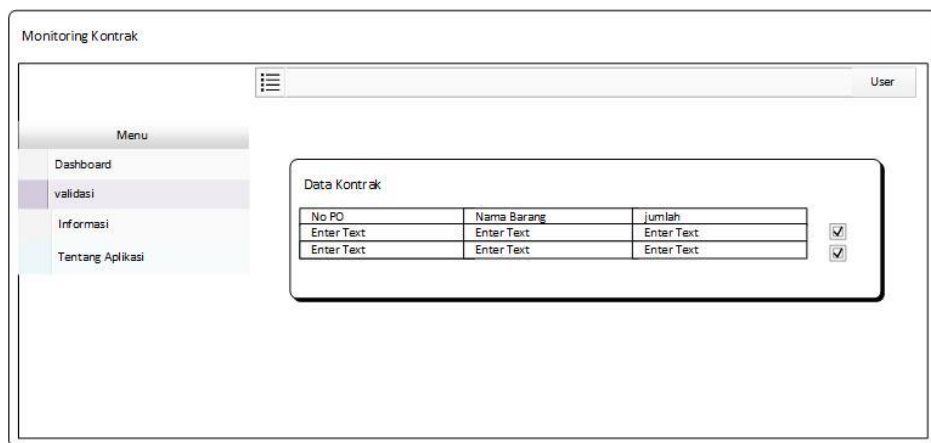 Monitoring Kontrak
User
Menu
Dashboard
validasi
Informasi
Tentang Aplikasi
Data Kontrak
No PO Nama Barang jumlah
Enter Text Enter Text Enter Text
Enter Text Enter Text Enter Text